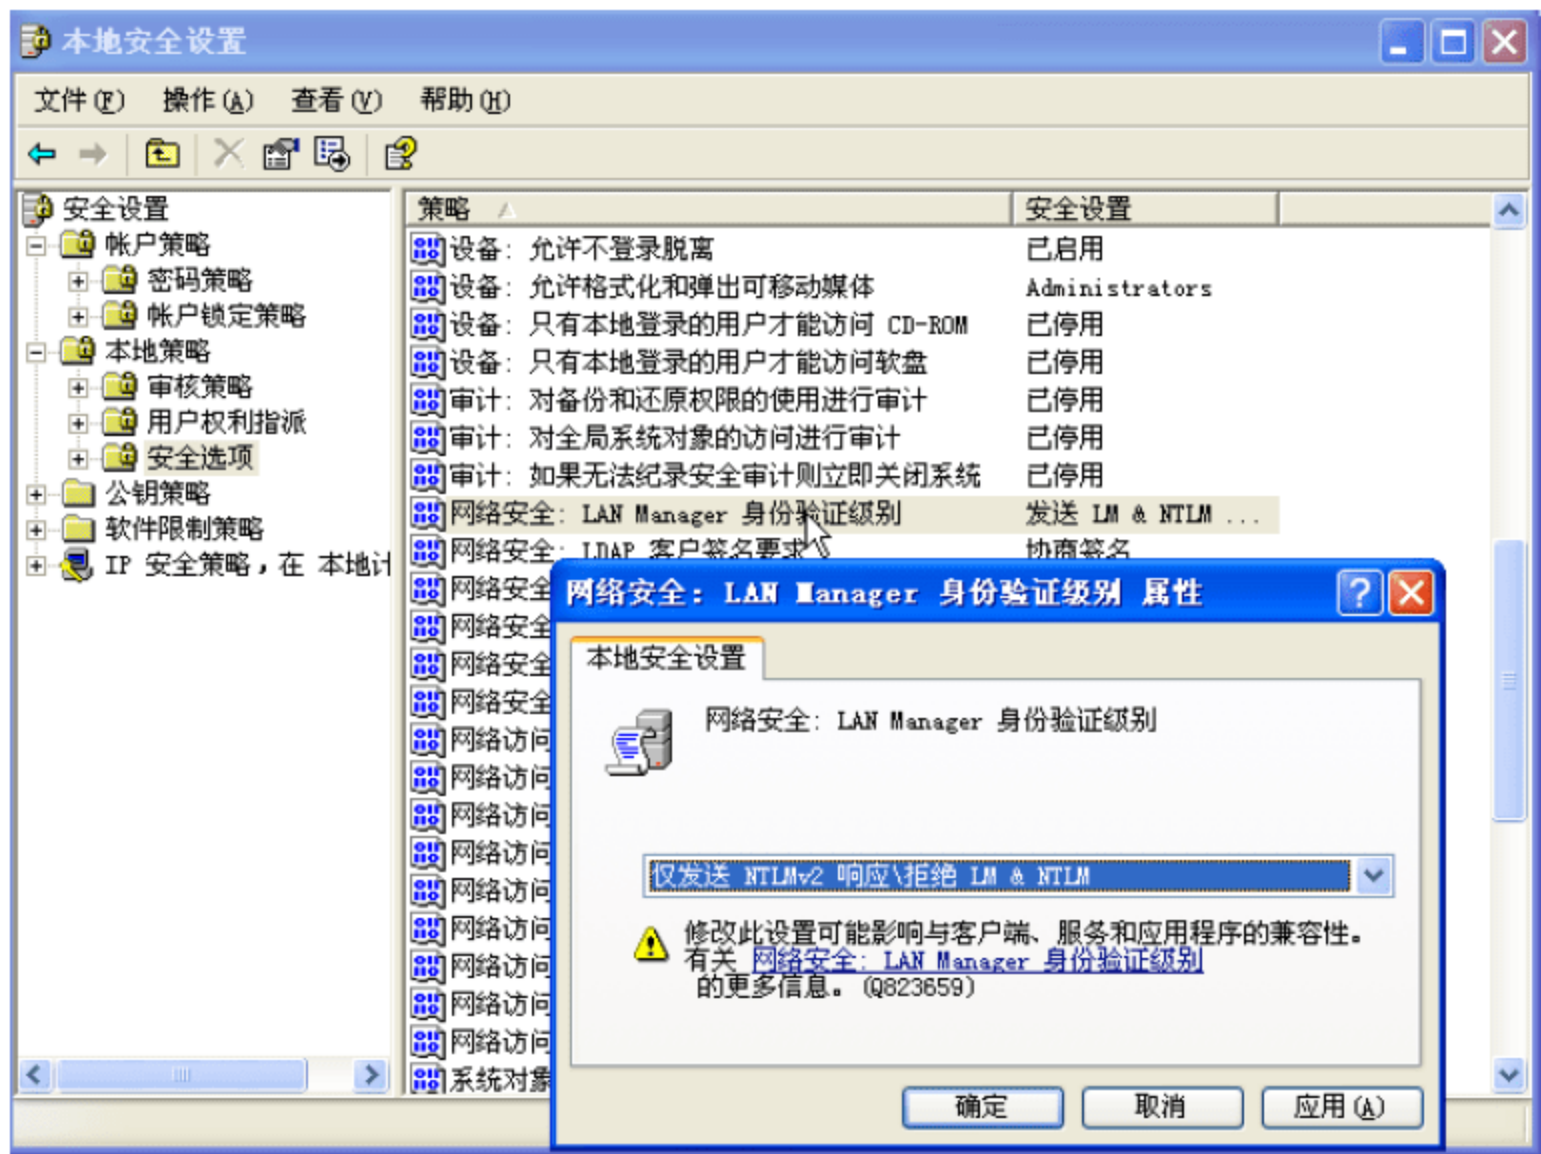 本地安全设置
文件(F) 操作(A) 查看(V) 帮助(H)
安全设置
帐户策略
密码策略
帐户锁定策略
本地策略
审核策略
用户权利指派
安全选项
公钥策略
软件限制策略
IP 安全策略，在 本地计
策略 安全设置
设备: 允许不登录脱离 已启用
设备: 允许格式化和弹出可移动媒体 Administrators
设备: 只有本地登录的用户才能访问 CD-ROM 已停用
设备: 只有本地登录的用户才能访问软盘 已停用
审计: 对备份和还原权限的使用进行审计 已停用
审计: 对全局系统对象的访问进行审计 已停用
审计: 如果无法纪录安全审计则立即关闭系统 已停用
网络安全: LAN Manager 身份验证级别 发送 LM & NTLM ...
网络安全: LDAP 客户签名要求 协商签名
网络安全
网络安全
网络安全
网络安全
网络访问
网络访问
网络访问
网络访问
网络访问
网络访问
网络访问
网络访问
网络访问
系统对象
网络安全: LAN Manager 身份验证级别 属性
本地安全设置
网络安全: LAN Manager 身份验证级别
仅发送 NTLMv2 响应\拒绝 LM & NTLM
修改此设置可能影响与客户端、服务和应用程序的兼容性。
有关 网络安全: LAN Manager 身份验证级别
的更多信息。(Q823659)
确定 取消 应用(A)